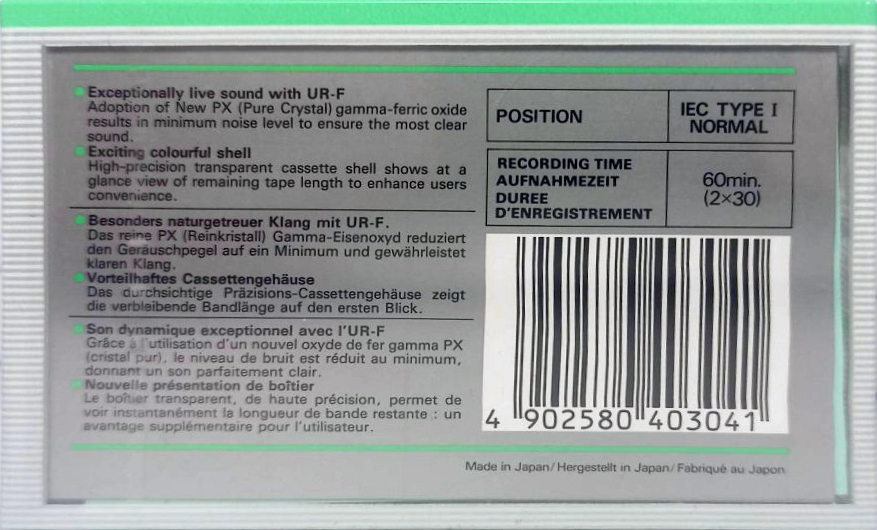 Exceptionally live sound with UR-F
Adoption of New PX (Pure Crystal) gamma-ferric oxide
results in minimum noise level to ensure the most clear
sound.
Exciting colourful shell
High-precision transparent cassette shell shows at a
glance view of remaining tape length to enhance users
convenience.
Besonders naturgetreuer Klang mit UR-F.
Das reine PX (Reinkristall) Gamma-Eisenoxyd reduziert
den Geräuschpegel auf ein Minimum und gewährleistet
klaren Klang.
Vorteilhaftes Cassettengehäuse
Das durchsichtige Präzisions-Cassettengehäuse zeigt
die verbleibende Bandlänge auf den ersten Blick.
Son dynamique exceptionnel avec l'UR-F
Grâce à l'utilisation d'un nouvel oxyde de fer gamma PX
(cristal pur), le niveau de bruit est réduit au minimum,
donnant un son parfaitement clair.
Nouvelle présentation de boîtier
Le boîtier transparent, de haute précision, permet de
voir instantanément la longueur de bande restante : un
avantage supplémentaire pour l'utilisateur.
POSITION
IEC TYPE I
NORMAL
RECORDING TIME
AUFNAHMEZEIT
DUREE
D'ENREGISTREMENT
60min.
(2×30)
4 902580 403041
Made in Japan/Hergestellt in Japan/Fabriqué au Japon